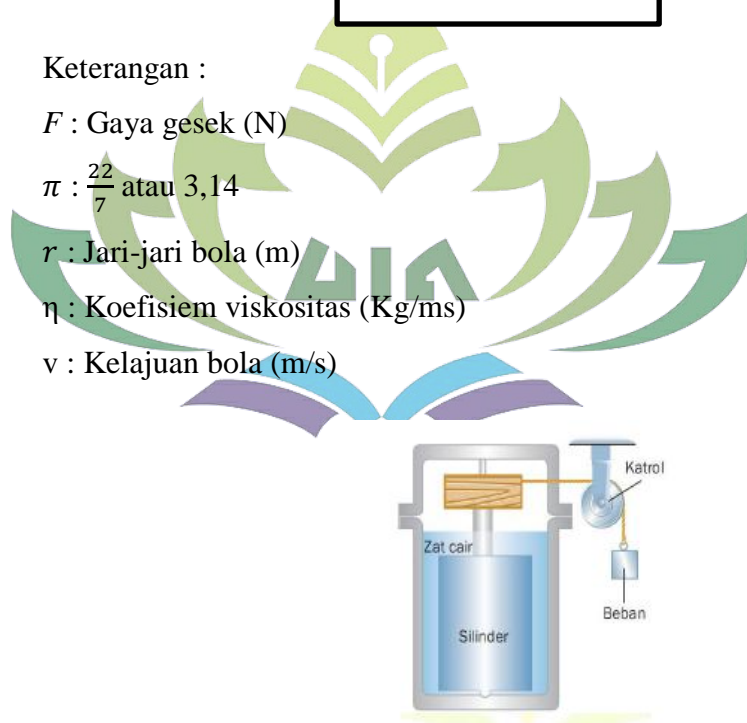 Keterangan :
F : Gaya gesek (N)
π : 22/7 atau 3,14
r : Jari-jari bola (m)
η : Koefisiem viskositas (Kg/ms)
v : Kelajuan bola (m/s)
UIN
Katrol
Zat cair
Beban
Silinder